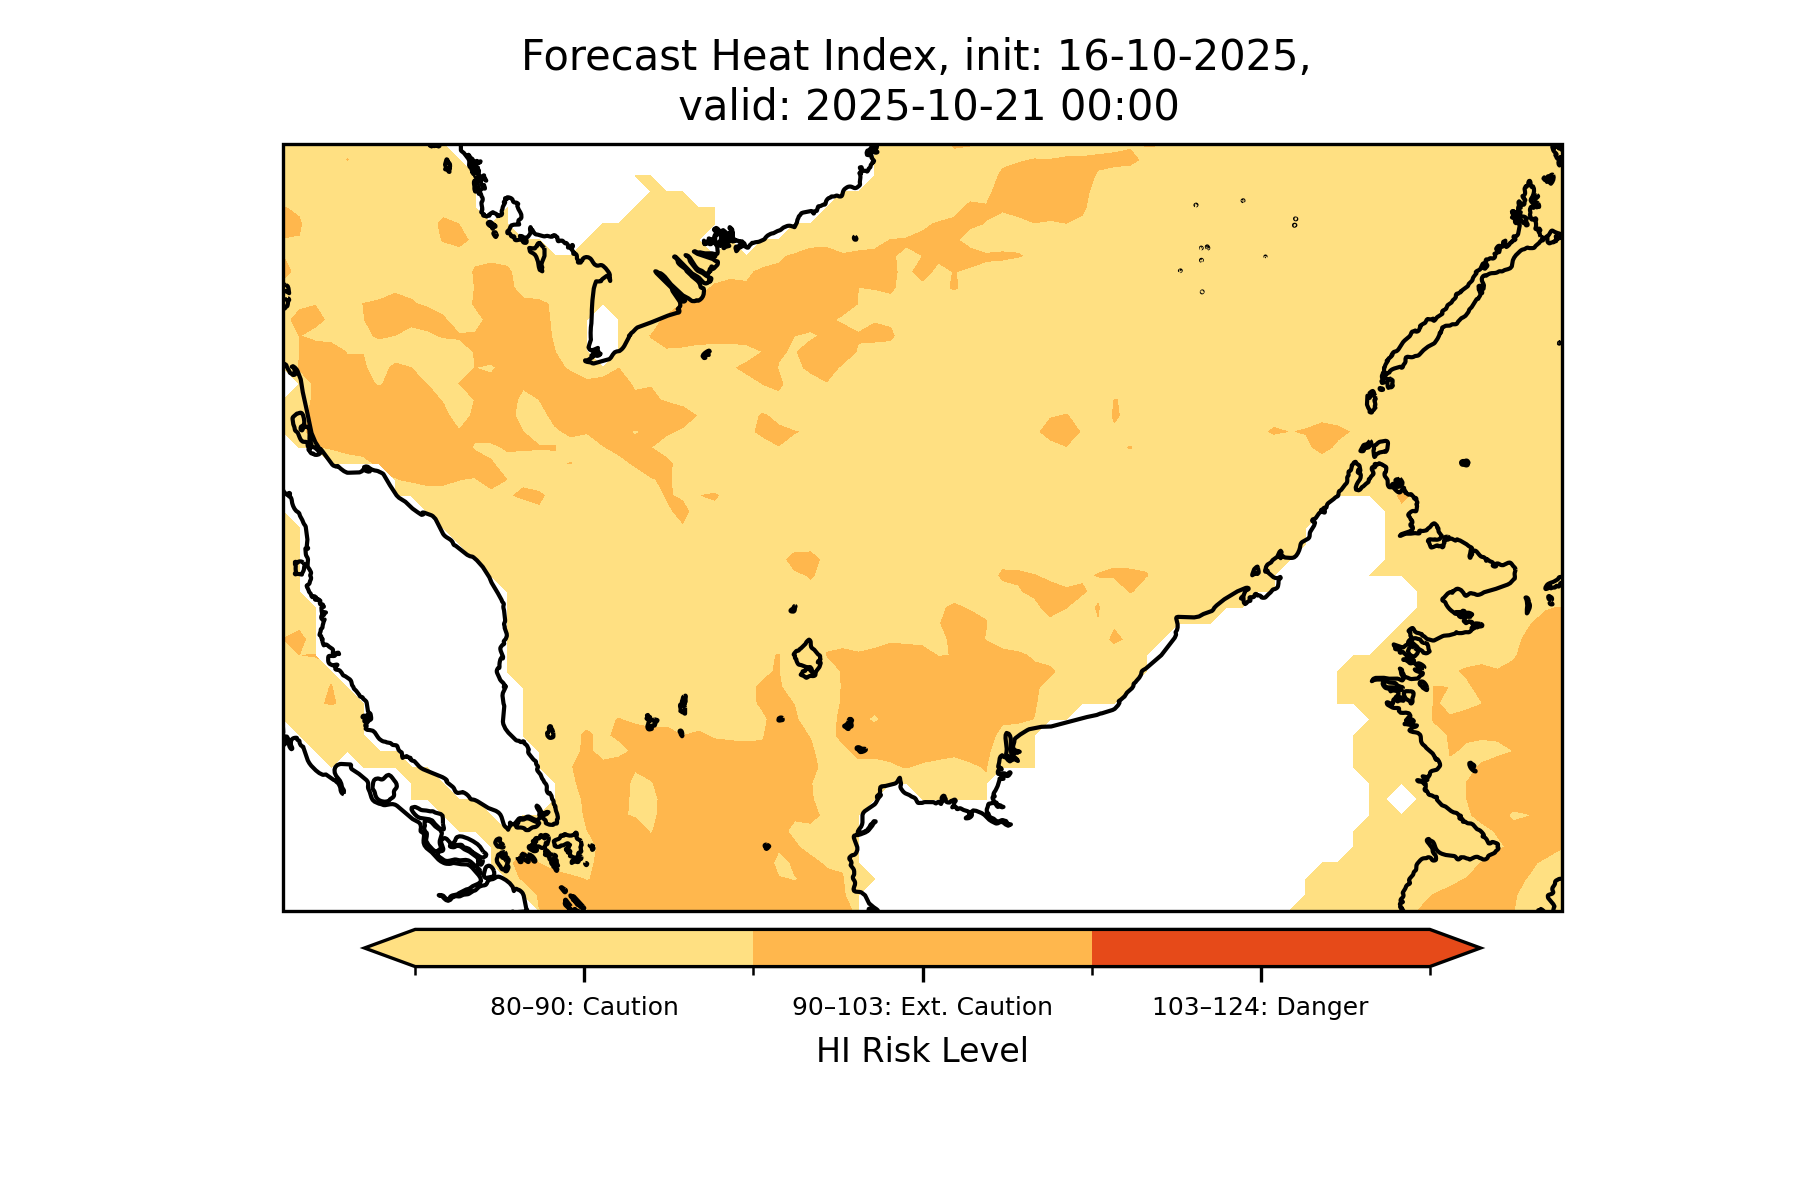 Forecast Heat Index, init: 16-10-2025,
valid: 2025-10-21 00:00
80–90: Caution
90–103: Ext. Caution
103–124: Danger
HI Risk Level